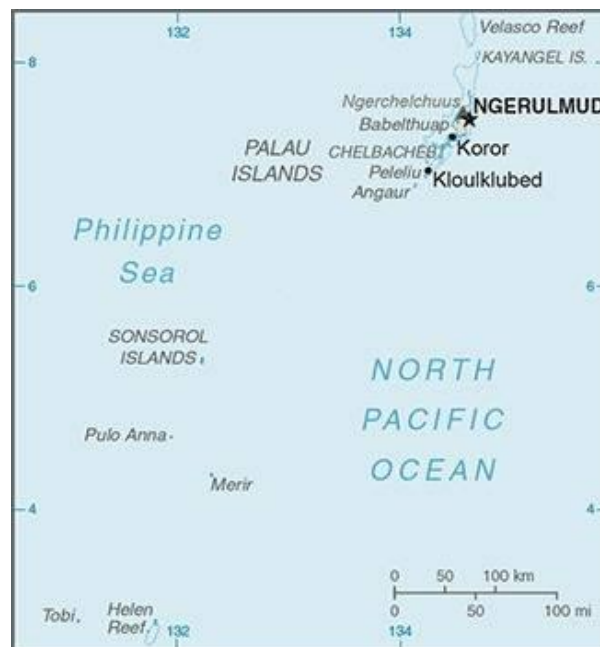 132
134
Velasco Reef
8
KAYANGEL IS.
Ngerchelchuus
NGERULMUD
Babelthuap
Koror
PALAU
ISLANDS
CHELBACHEB
Peleliu
Kloulklubed
Angaur
Philippine
Sea
6
6
SONSOROL
ISLANDS
NORTH
PACIFIC
OCEAN
Pulo Anna
Merir
4
4
0 50 100 km
0 50 100 mi
Tobi
Helen
Reef
132
134